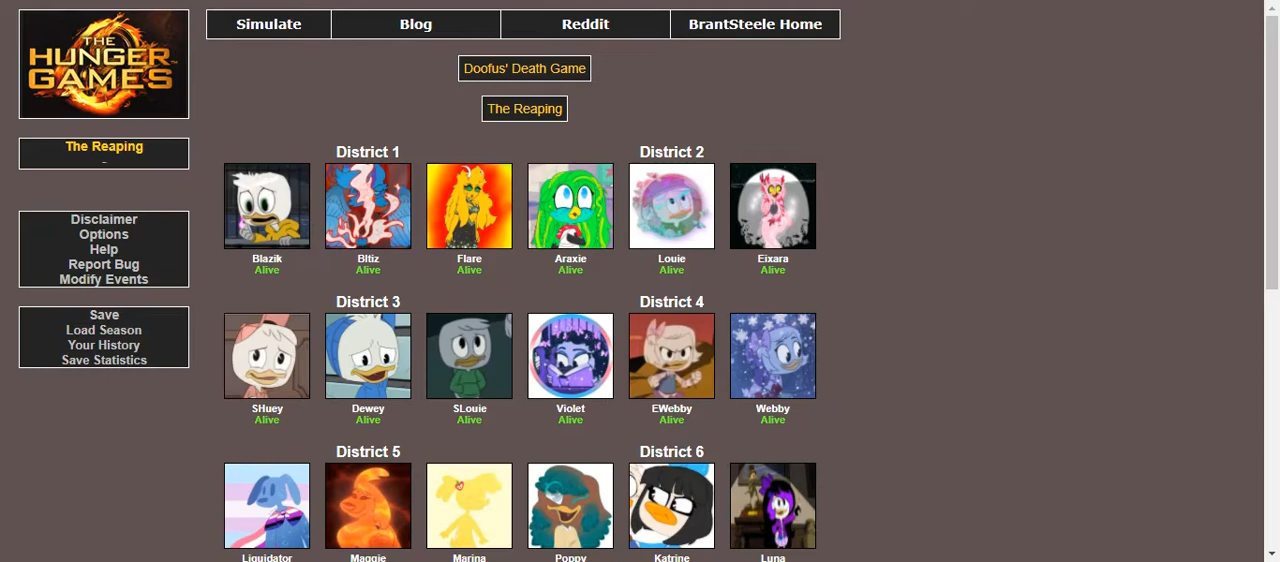 THE
HUNGER
GAMES
Simulate Blog Reddit BrantSteele Home
Doofus' Death Game
The Reaping
The Reaping
-
Disclaimer
Options
Help
Report Bug
Modify Events
Save
Load Season
Your History
Save Statistics
District 1 District 2
Blazik Bltiz Flare Araxie Louie Eixara
Alive Alive Alive Alive Alive Alive
District 3 District 4
SHuey Dewey SLouie Violet EWebby Webby
Alive Alive Alive Alive Alive Alive
District 5 District 6
Liquidator Maggie Marina Poppy Katrine Luna